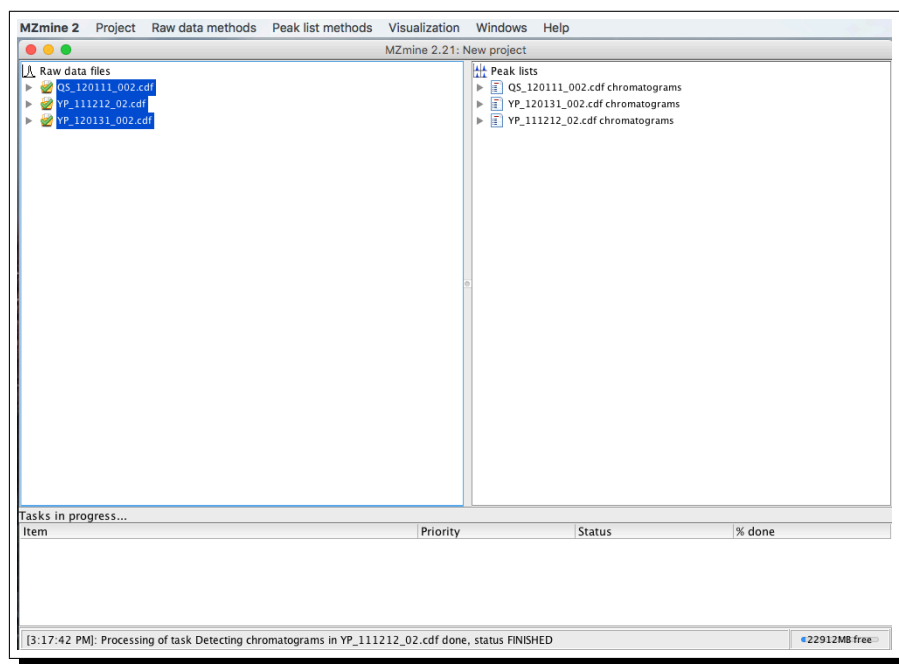 MZmine 2 Project Raw data methods Peak list methods Visualization Windows Help
MZmine 2.21: New project
Raw data files
QS_120111_002.cdf
YP_111212_02.cdf
YP_120131_002.cdf
Peak lists
QS_120111_002.cdf chromatograms
YP_120131_002.cdf chromatograms
YP_111212_02.cdf chromatograms
Tasks in progress...
Item Priority Status % done
[3:17:42 PM]: Processing of task Detecting chromatograms in YP_111212_02.cdf done, status FINISHED
22912MB free